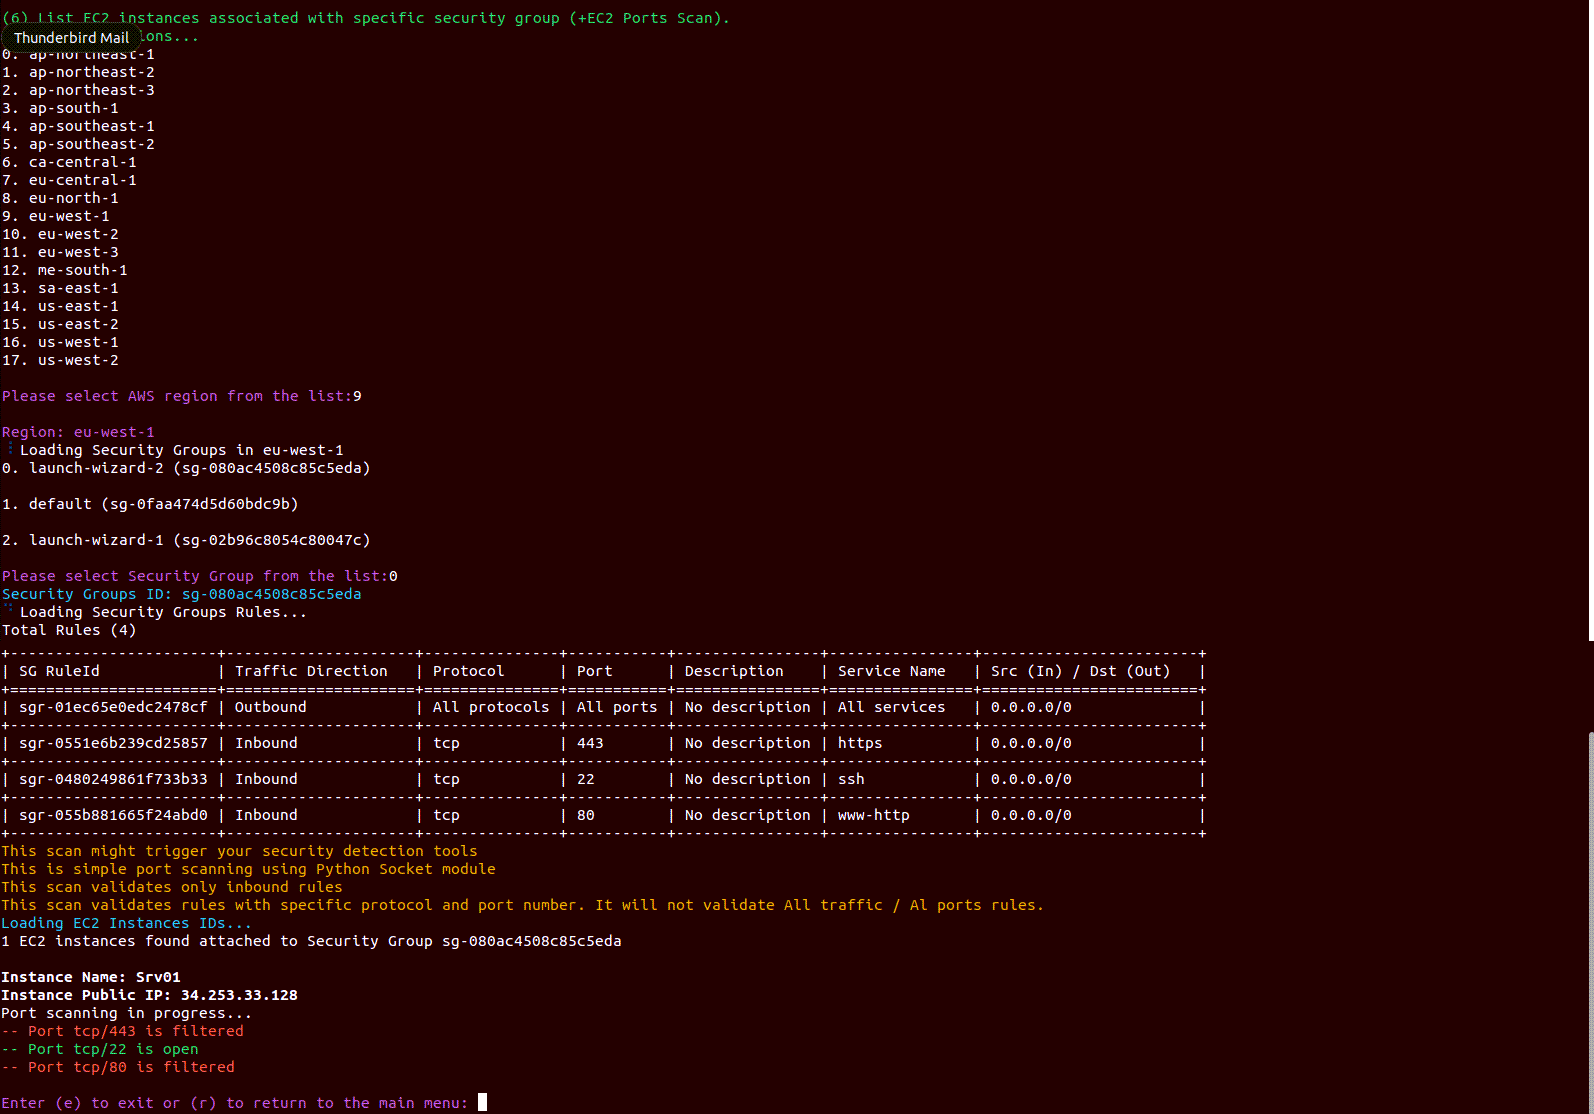 (6) List EC2 instances associated with specific security group (+EC2 Ports Scan).
Thunderbird Mail
ions...
0. ap-northeast-1
1. ap-northeast-2
2. ap-northeast-3
3. ap-south-1
4. ap-southeast-1
5. ap-southeast-2
6. ca-central-1
7. eu-central-1
8. eu-north-1
9. eu-west-1
10. eu-west-2
11. eu-west-3
12. me-south-1
13. sa-east-1
14. us-east-1
15. us-east-2
16. us-west-1
17. us-west-2
Please select AWS region from the list:9
Region: eu-west-1
Loading Security Groups in eu-west-1
0. launch-wizard-2 (sg-080ac4508c85c5eda)
1. default (sg-0faa474d5d60bdc9b)
2. launch-wizard-1 (sg-02b96c8054c80047c)
Please select Security Group from the list:0
Security Groups ID: sg-080ac4508c85c5eda
Loading Security Groups Rules...
Total Rules (4)
+-----------------------+---------------------+---------------+-----------+----------------+----------------+------------------------+
| SG RuleId | Traffic Direction | Protocol | Port | Description | Service Name | Src (In) / Dst (Out) |
+=======================+=====================+===============+===========+================+================+========================+
| sgr-01ec65e0edc2478cf | Outbound | All protocols | All ports | No description | All services | 0.0.0.0/0 |
+-----------------------+---------------------+---------------+-----------+----------------+----------------+------------------------+
| sgr-0551e6b239cd25857 | Inbound | tcp | 443 | No description | https | 0.0.0.0/0 |
+-----------------------+---------------------+---------------+-----------+----------------+----------------+------------------------+
| sgr-0480249861f733b33 | Inbound | tcp | 22 | No description | ssh | 0.0.0.0/0 |
+-----------------------+---------------------+---------------+-----------+----------------+----------------+------------------------+
| sgr-055b881665f24abd0 | Inbound | tcp | 80 | No description | www-http | 0.0.0.0/0 |
+-----------------------+---------------------+---------------+-----------+----------------+----------------+------------------------+
This scan might trigger your security detection tools
This is simple port scanning using Python Socket module
This scan validates only inbound rules
This scan validates rules with specific protocol and port number. It will not validate All traffic / Al ports rules.
Loading EC2 Instances IDs...
1 EC2 instances found attached to Security Group sg-080ac4508c85c5eda
Instance Name: Srv01
Instance Public IP: 34.253.33.128
Port scanning in progress...
-- Port tcp/443 is filtered
-- Port tcp/22 is open
-- Port tcp/80 is filtered
Enter (e) to exit or (r) to return to the main menu: